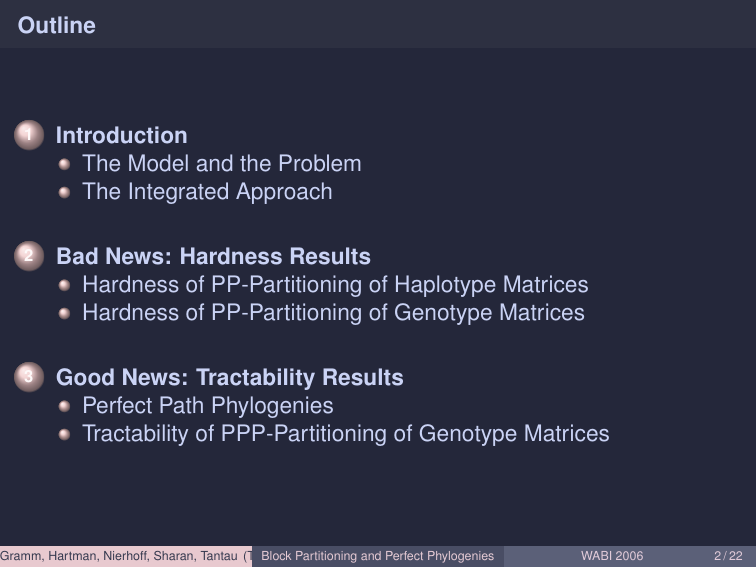 Outline
1 Introduction
The Model and the Problem
The Integrated Approach
2 Bad News: Hardness Results
Hardness of PP-Partitioning of Haplotype Matrices
Hardness of PP-Partitioning of Genotype Matrices
3 Good News: Tractability Results
Perfect Path Phylogenies
Tractability of PPP-Partitioning of Genotype Matrices
Gramm, Hartman, Nierhoff, Sharan, Tantau (T Block Partitioning and Perfect Phylogenies WABI 2006 2 / 22